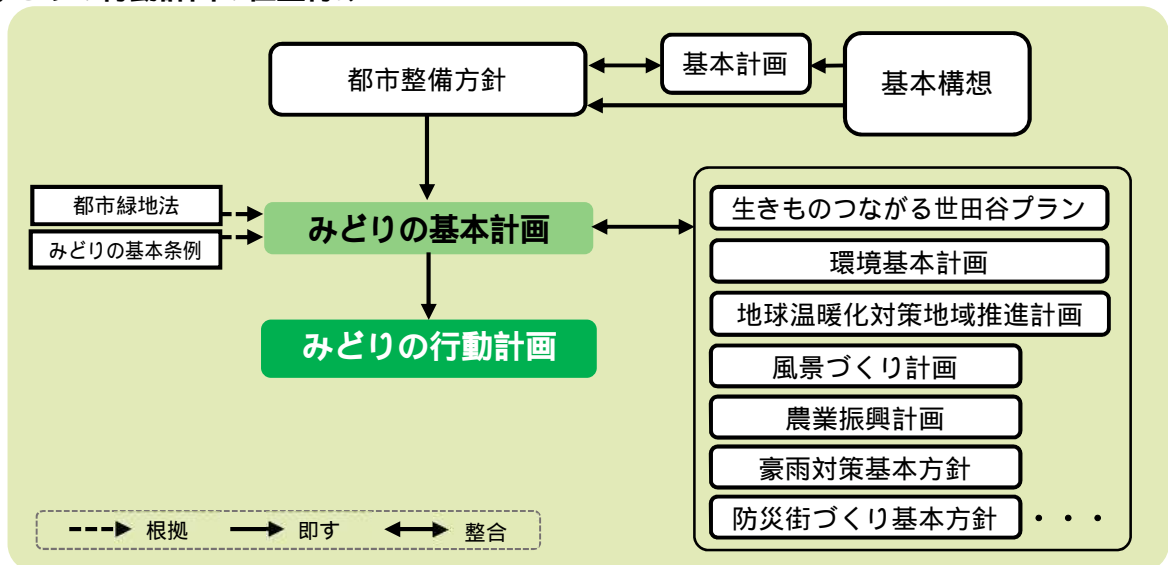 都市整備方針
基本計画
基本構想
都市緑地法
みどりの基本条例
みどりの基本計画
みどりの行動計画
生きものつながる世田谷プラン
環境基本計画
地球温暖化対策地域推進計画
風景づくり計画
農業振興計画
豪雨対策基本方針
防災街づくり基本方針・・・
根拠 即す 整合